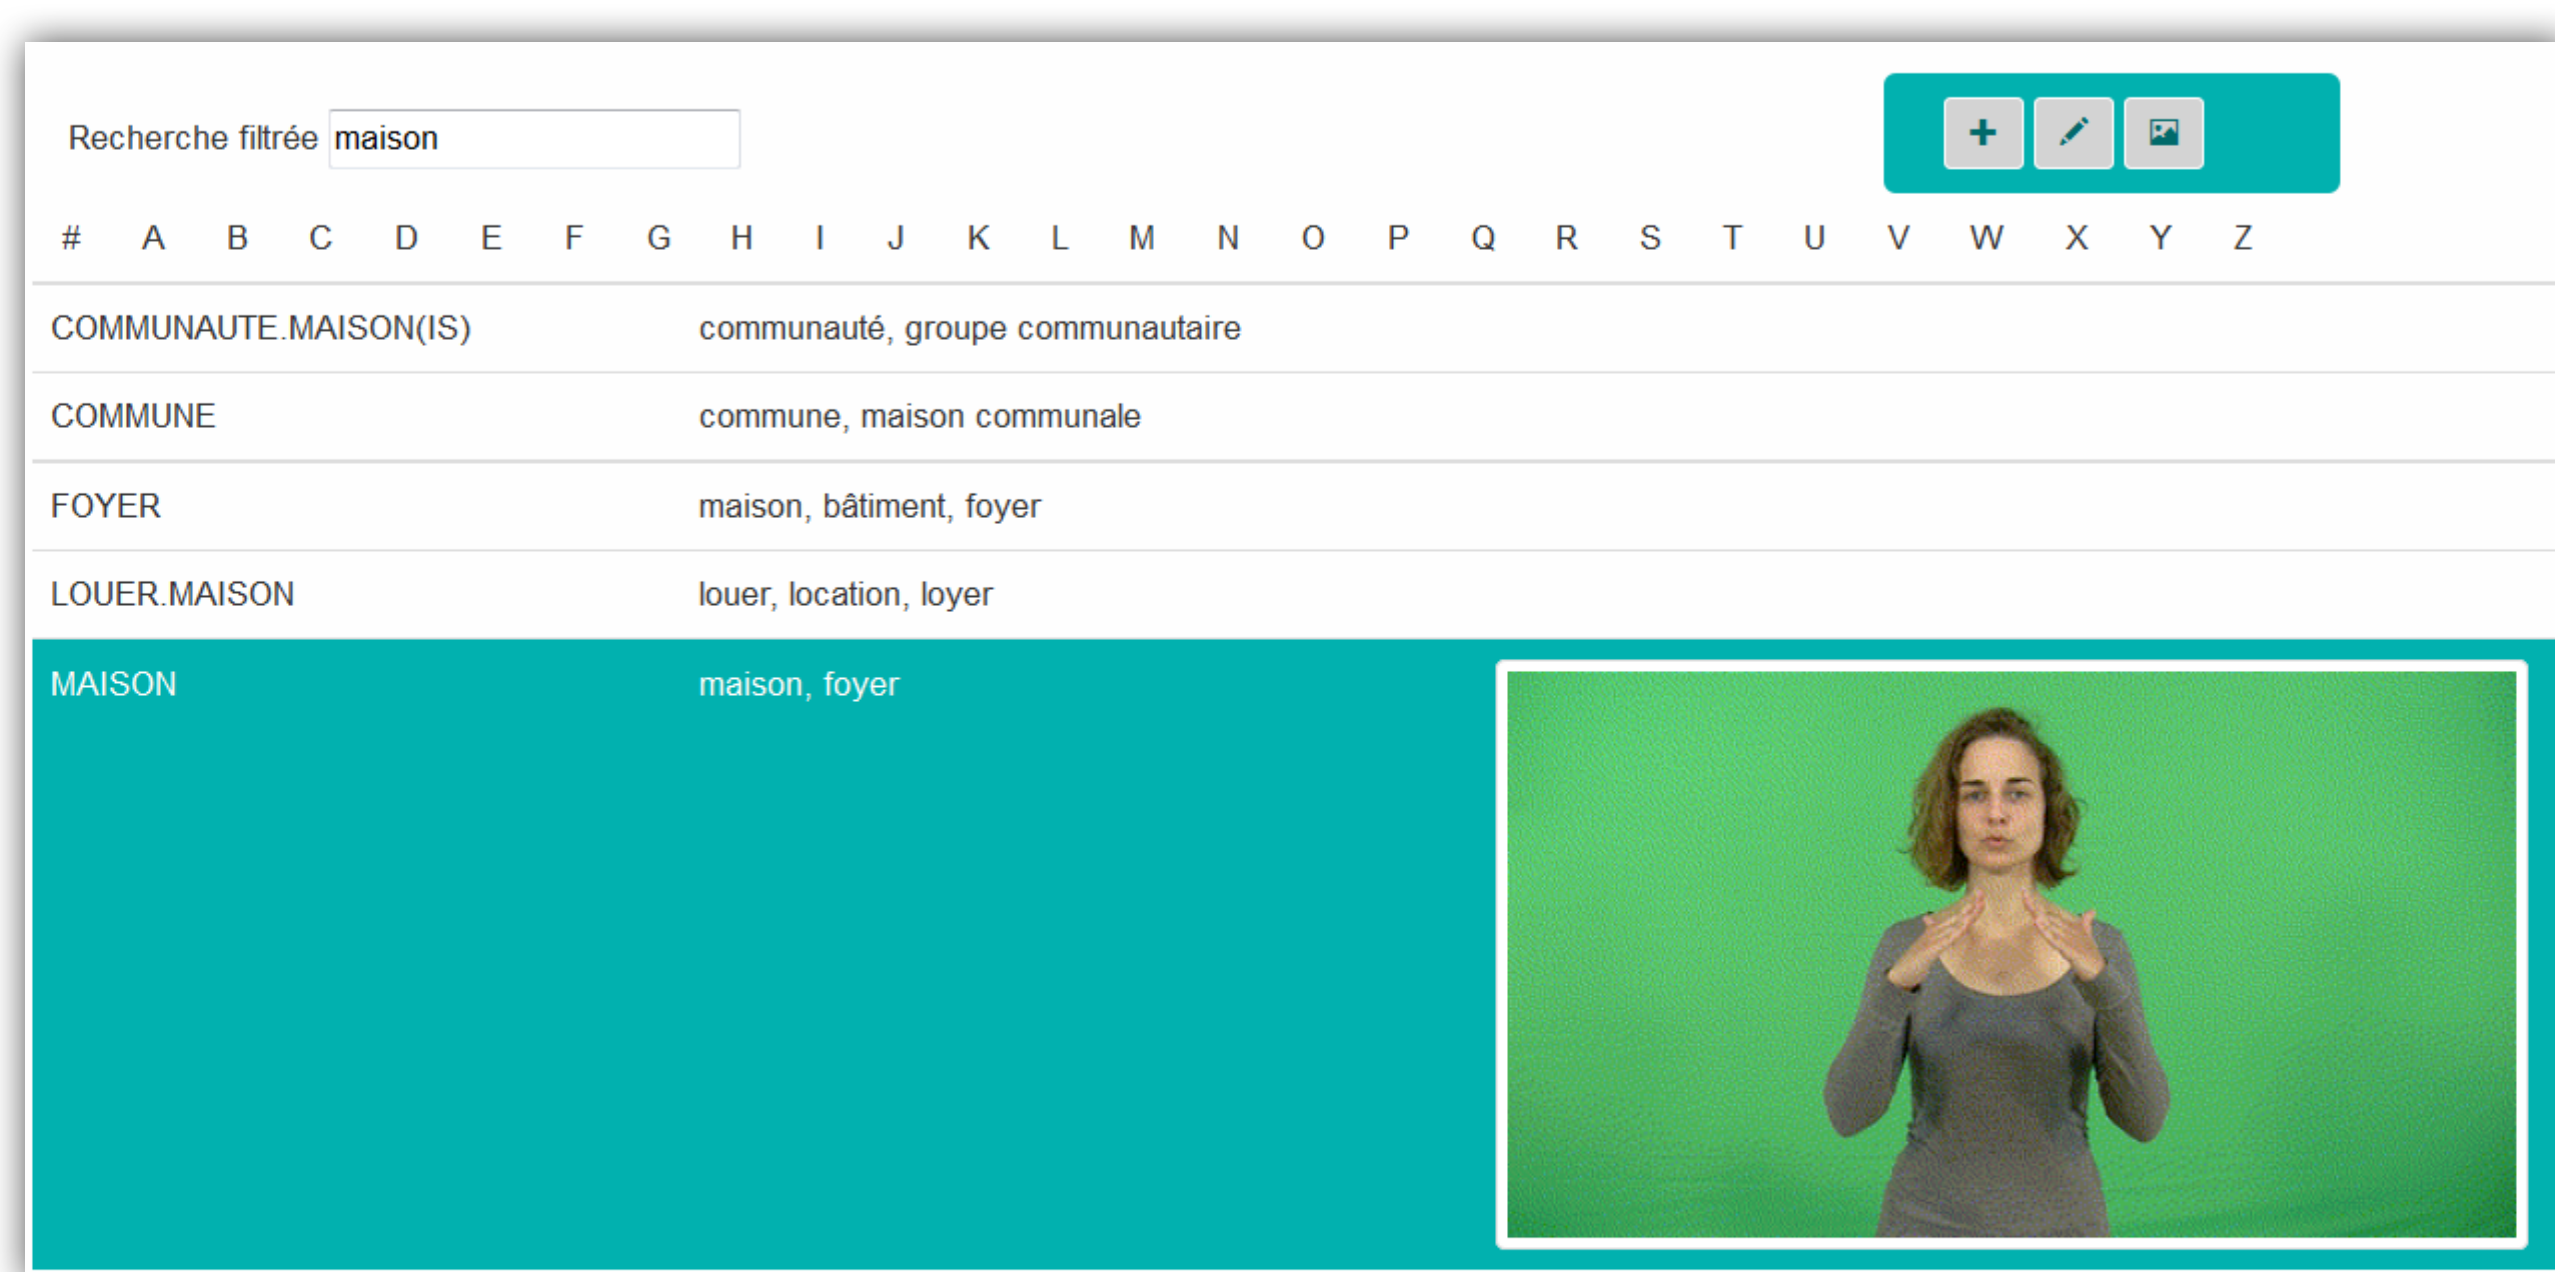 Recherche filtrée maison
# A B C D E F G H I J K L M N O P Q R S T U V W X Y Z
COMMUNAUTE.MAISON(IS) communauté, groupe communautaire
COMMUNE commune, maison communale
FOYER maison, bâtiment, foyer
LOUER.MAISON louer, location, loyer
MAISON maison, foyer